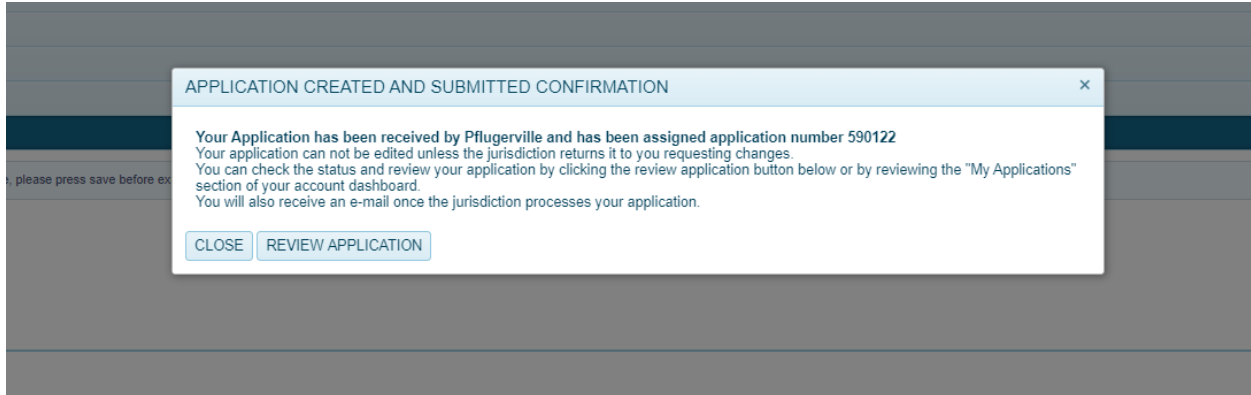 APPLICATION CREATED AND SUBMITTED CONFIRMATION ×
Your Application has been received by Pflugerville and has been assigned application number 590122
Your application can not be edited unless the jurisdiction returns it to you requesting changes.
You can check the status and review your application by clicking the review application button below or by reviewing the "My Applications"
section of your account dashboard.
You will also receive an e-mail once the jurisdiction processes your application.
, please press save before ex
CLOSE REVIEW APPLICATION